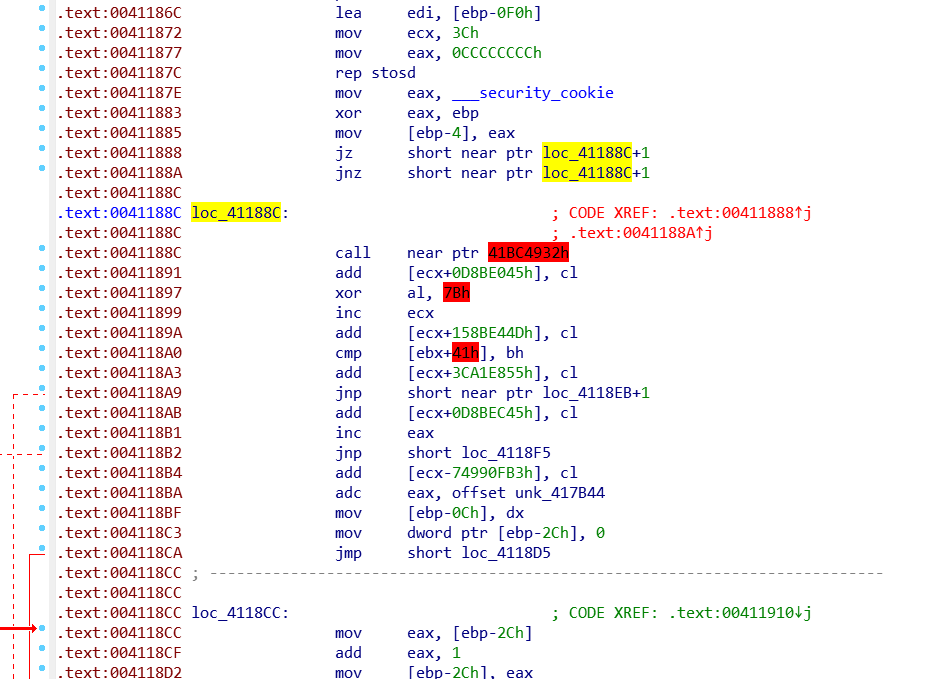 .text:0041186C lea edi, [ebp-0F0h]
.text:00411872 mov ecx, 3Ch
.text:00411877 mov eax, 0CCCCCCCCh
.text:0041187C rep stosd
.text:0041187E mov eax, ___security_cookie
.text:00411883 xor eax, ebp
.text:00411885 mov [ebp-4], eax
.text:00411888 jz short near ptr loc_41188C+1
.text:0041188A jnz short near ptr loc_41188C+1
.text:0041188C
.text:0041188C loc_41188C: ; CODE XREF: .text:00411888↑j
.text:0041188C ; .text:0041188A↑j
.text:0041188C call near ptr 41BC4932h
.text:00411891 add [ecx+0D8BE045h], cl
.text:00411897 xor al, 7Bh
.text:00411899 inc ecx
.text:0041189A add [ecx+158BE44Dh], cl
.text:004118A0 cmp [ebx+41h], bh
.text:004118A3 add [ecx+3CA1E855h], cl
.text:004118A9 jnp short near ptr loc_4118EB+1
.text:004118AB add [ecx+0D8BEC45h], cl
.text:004118B1 inc eax
.text:004118B2 jnp short loc_4118F5
.text:004118B4 add [ecx-74990FB3h], cl
.text:004118BA adc eax, offset unk_417B44
.text:004118BF mov [ebp-0Ch], dx
.text:004118C3 mov dword ptr [ebp-2Ch], 0
.text:004118CA jmp short loc_4118D5
.text:004118CC ; ---------------------------------------------------------------------------
.text:004118CC
.text:004118CC loc_4118CC: ; CODE XREF: .text:00411910↓j
.text:004118CC mov eax, [ebp-2Ch]
.text:004118CF add eax, 1
.text:004118D2 mov [ebp-2Ch], eax